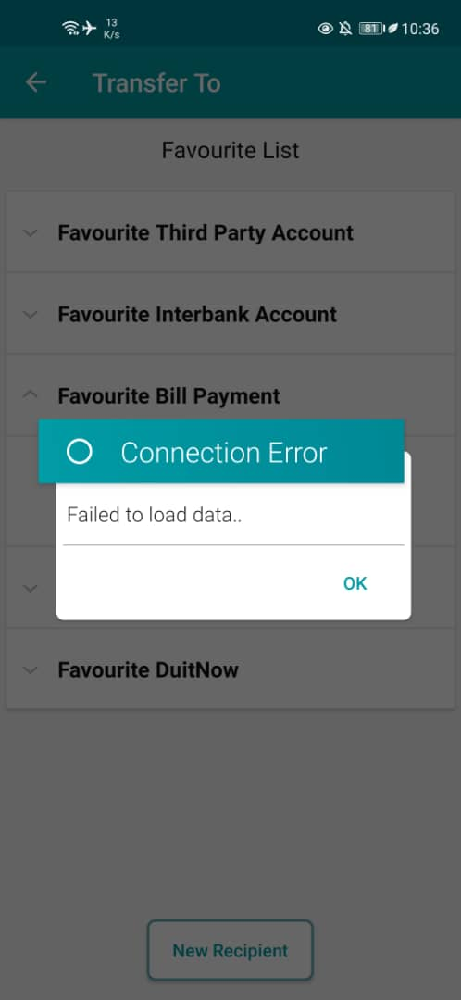 13
K/s
81
10:36
Transfer To
Favourite List
Favourite Third Party Account
Favourite Interbank Account
Favourite Bill Payment
Connection Error
Failed to load data..
OK
Favourite DuitNow
New Recipient